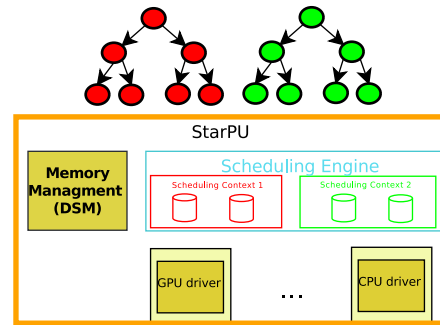 StarPU
Scheduling Engine
Memory
Managment
(DSM)
Scheduling Context 1
Scheduling Context 2
GPU driver
...
CPU driver